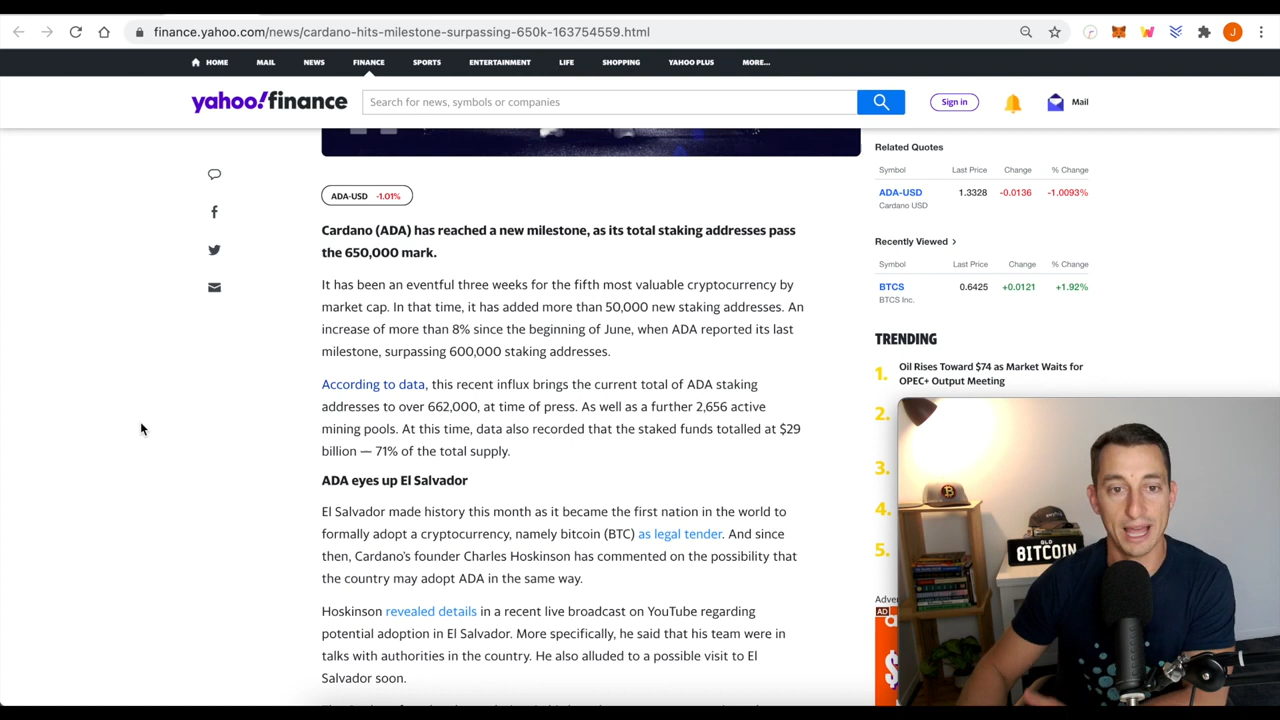 finance.yahoo.com/news/cardano-hits-milestone-surpassing-650k-163754559.html
J
HOME MAIL NEWS FINANCE SPORTS ENTERTAINMENT LIFE SHOPPING YAHOO PLUS MORE...
yahoo!finance
Search for news, symbols or companies
Sign in
Mail
ADA-USD -1.01%
Cardano (ADA) has reached a new milestone, as its total staking addresses pass
the 650,000 mark.
It has been an eventful three weeks for the fifth most valuable cryptocurrency by
market cap. In that time, it has added more than 50,000 new staking addresses. An
increase of more than 8% since the beginning of June, when ADA reported its last
milestone, surpassing 600,000 staking addresses.
According to data, this recent influx brings the current total of ADA staking
addresses to over 662,000, at time of press. As well as a further 2,656 active
mining pools. At this time, data also recorded that the staked funds totalled at $29
billion — 71% of the total supply.
ADA eyes up El Salvador
El Salvador made history this month as it became the first nation in the world to
formally adopt a cryptocurrency, namely bitcoin (BTC) as legal tender. And since
then, Cardano's founder Charles Hoskinson has commented on the possibility that
the country may adopt ADA in the same way.
Hoskinson revealed details in a recent live broadcast on YouTube regarding
potential adoption in El Salvador. More specifically, he said that his team were in
talks with authorities in the country. He also alluded to a possible visit to El
Salvador soon.
Related Quotes
Symbol Last Price Change % Change
ADA-USD 1.3328 -0.0136 -1.0093%
Cardano USD
Recently Viewed >
Symbol Last Price Change % Change
BTCS 0.6425 +0.0121 +1.92%
BTCS Inc.
TRENDING
1. Oil Rises Toward $74 as Market Waits for
OPEC+ Output Meeting
2.
3.
4.
5.
AD
$
QLD
BITCOIN